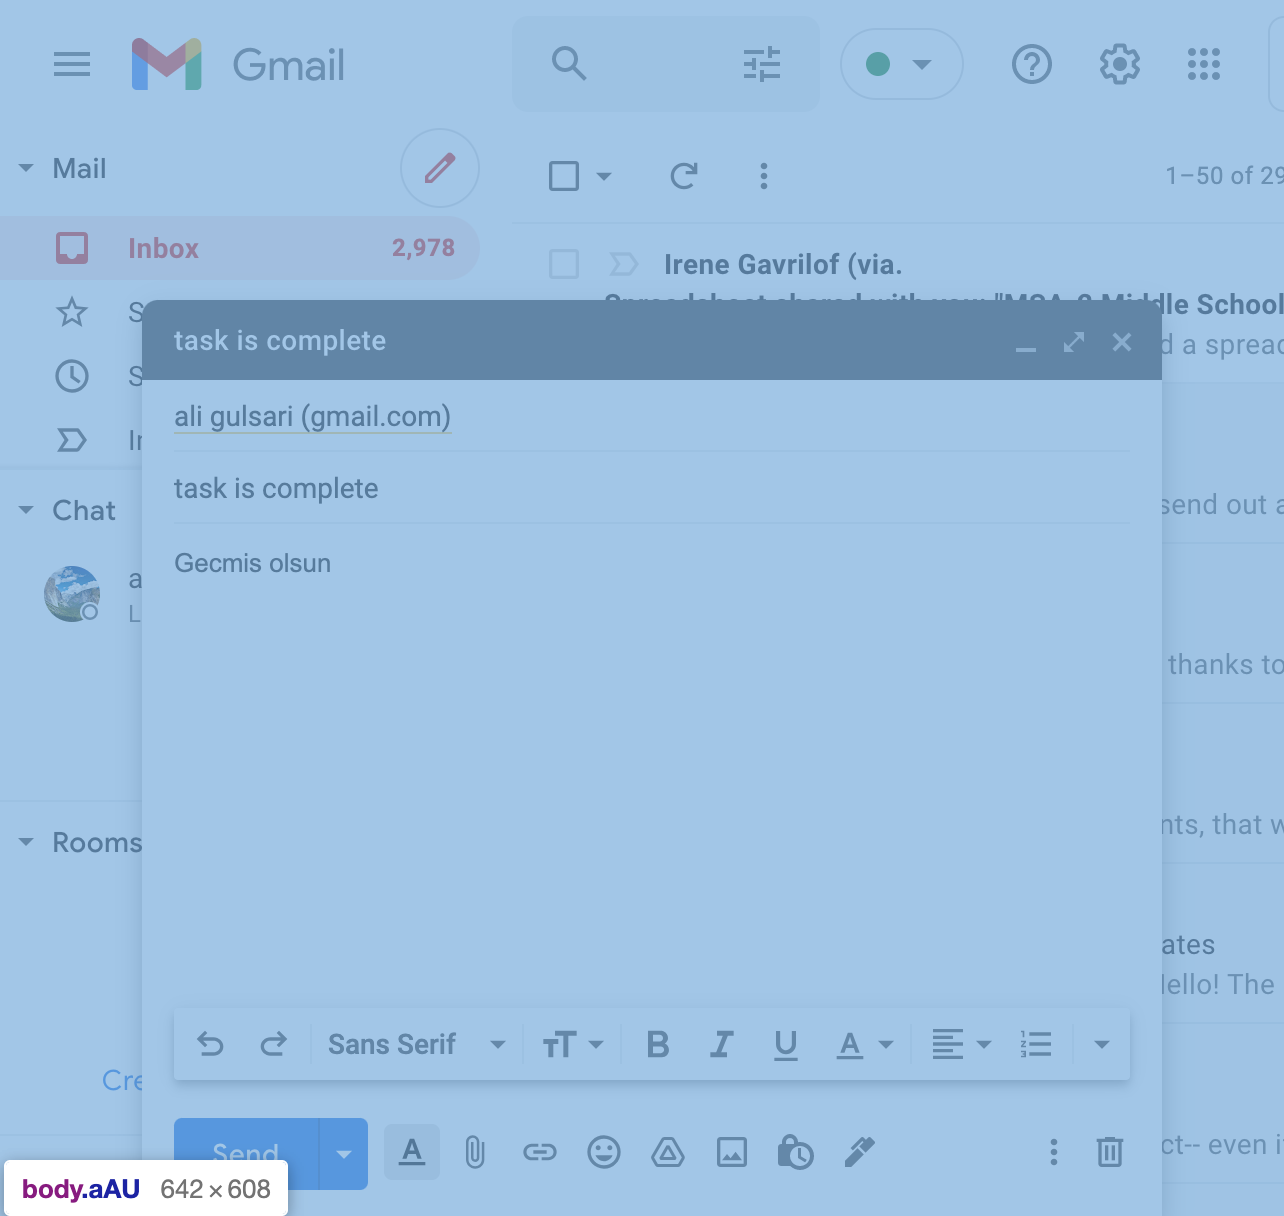 Gmail
Mail
1–50 of 29
Inbox 2,978
Irene Gavrilof (via.
Spreadsheet shared with you: "MSA-2 Middle School
d a spread
task is complete
ali gulsari (gmail.com)
task is complete
Gecmis olsun
Chat
send out a
thanks to
Rooms
nts, that w
ates
Hello! The
Cre
Sans Serif
ct-- even i
Send
body.aAU 642 × 608